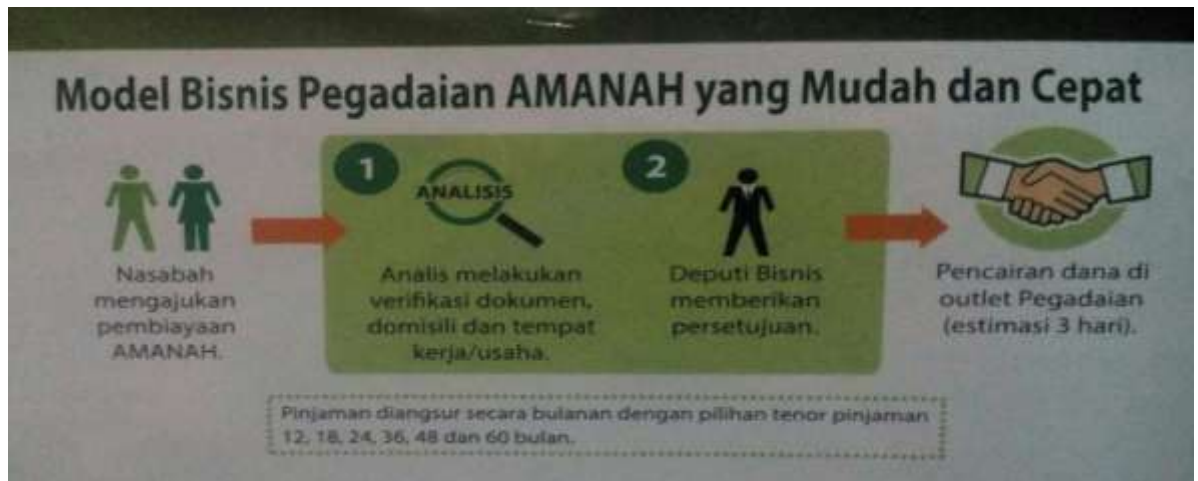 Model Bisnis Pegadaian AMANAH yang Mudah dan Cepat
Nasabah
mengajukan
pembiayaan
AMANAH.
1
ANALISIS
Analis melakukan
verifikasi dokumen,
domisili dan tempat
kerja/usaha.
2
Deputi Bisnis
memberikan
persetujuan.
Pencairan dana di
outlet Pegadaian
(estimasi 3 hari).
Pinjaman diangsur secara bulanan dengan pilihan tenor pinjaman
12, 18, 24, 36, 48 dan 60 bulan.